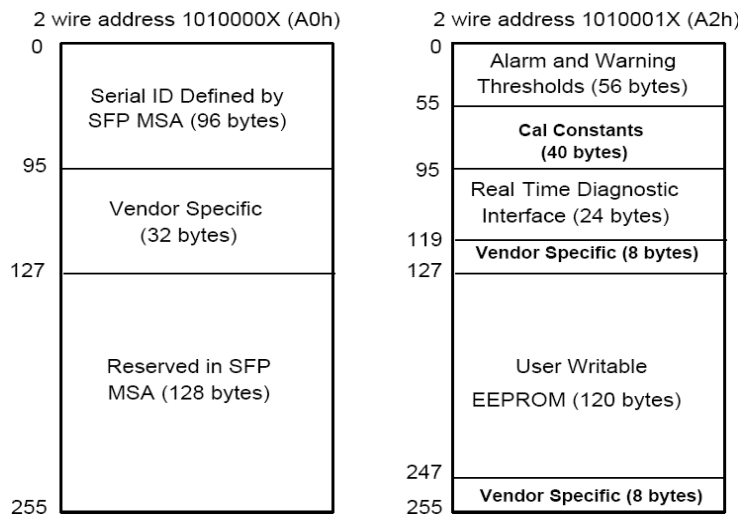 2 wire address 1010000X (A0h)
0
Serial ID Defined by
SFP MSA (96 bytes)
95
Vendor Specific
(32 bytes)
127
Reserved in SFP
MSA (128 bytes)
255
2 wire address 1010001X (A2h)
0
Alarm and Warning
Thresholds (56 bytes)
55
Cal Constants
(40 bytes)
95
Real Time Diagnostic
Interface (24 bytes)
119
Vendor Specific (8 bytes)
127
User Writable
EEPROM (120 bytes)
247
Vendor Specific (8 bytes)
255